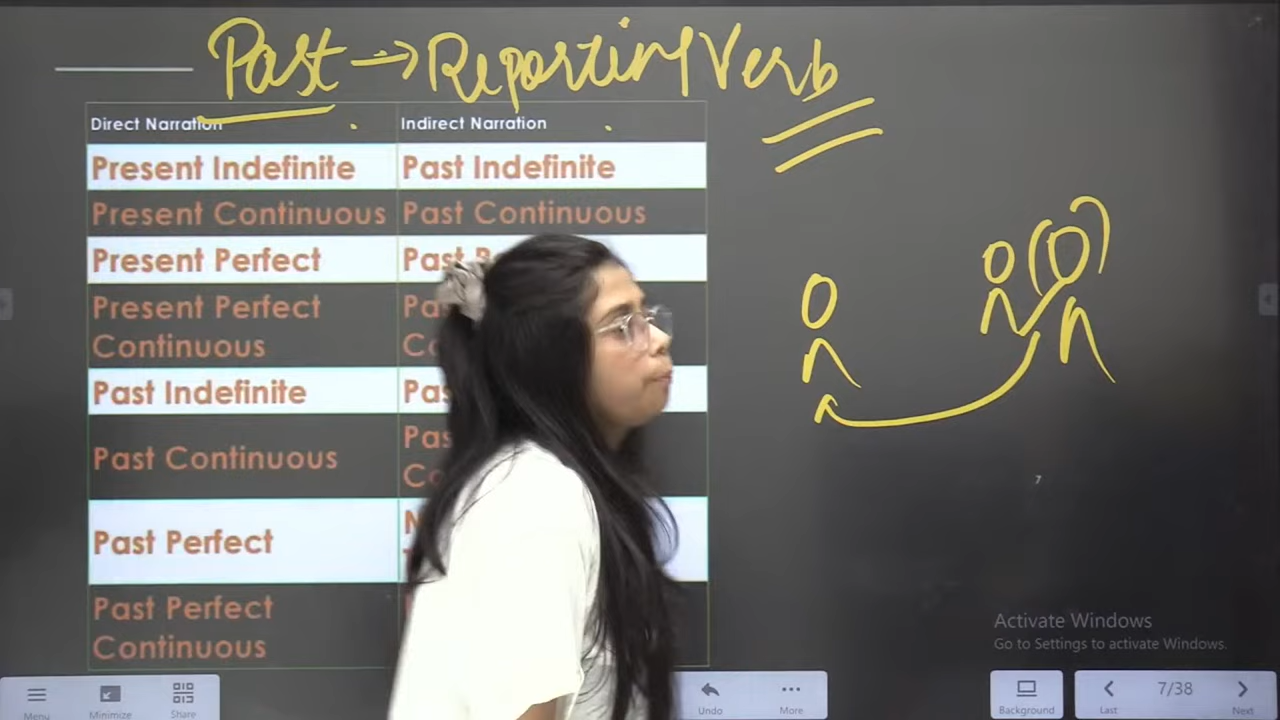 Past → Reporting Verb
Direct Narration Indirect Narration
Present Indefinite Past Indefinite
Present Continuous Past Continuous
Present Perfect Past
Present Perfect
Continuous
Past Indefinite
Past Continuous
Past Perfect
Past Perfect
Continuous
7
Activate Windows
Go to Settings to activate Windows.
Menu Minimize Share Undo More Background Last 7/38 Next